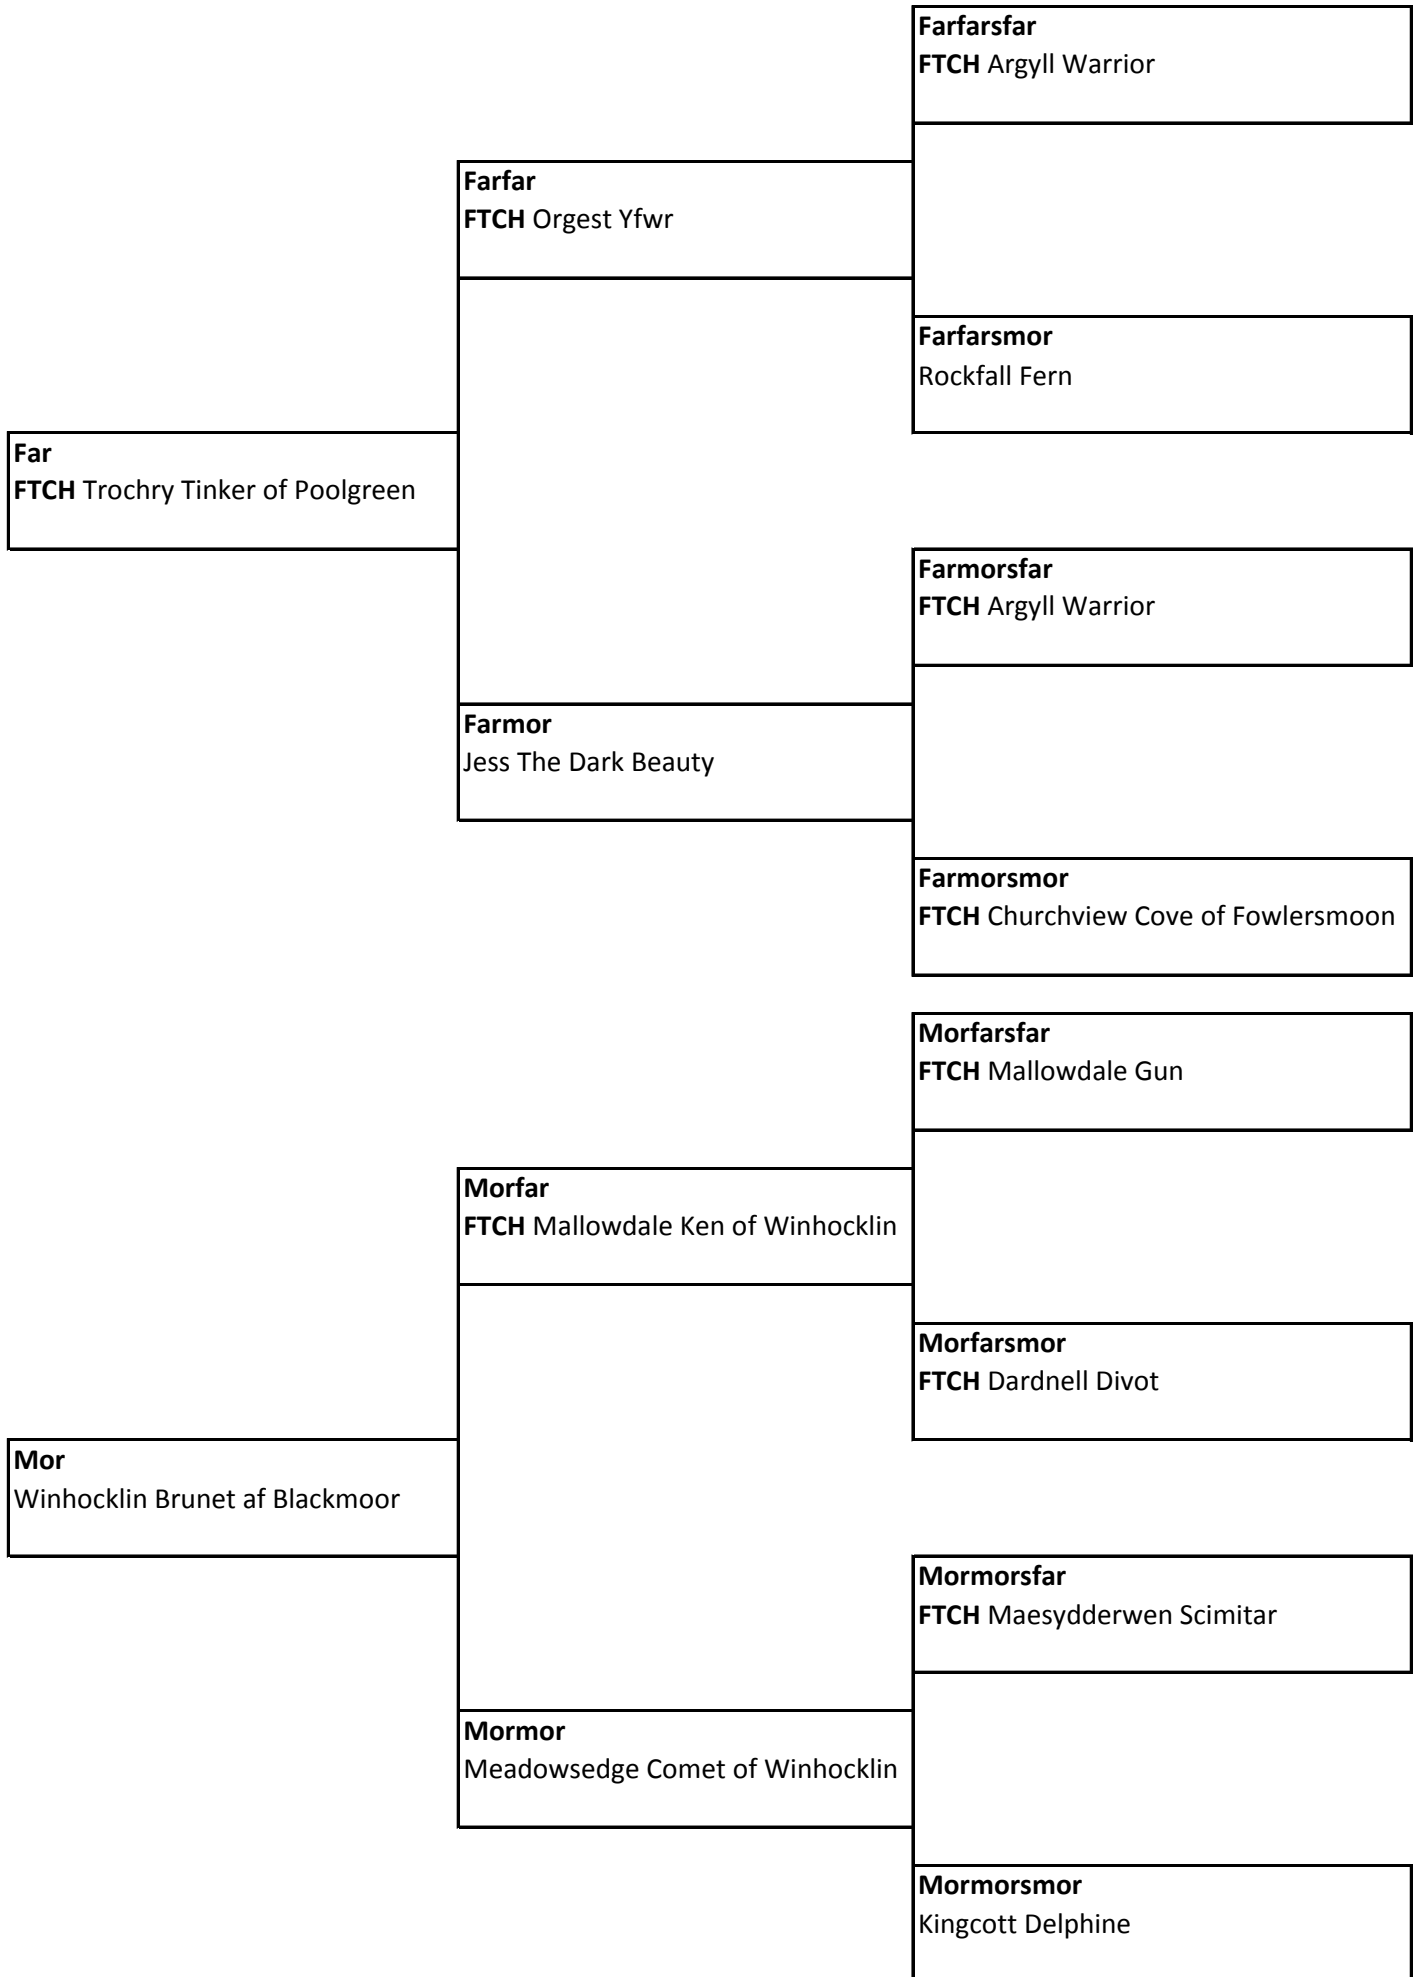 Farfarsfar
FTCH Argyll Warrior
Farfar
FTCH Orgest Yfwr
Farfarsmor
Rockfall Fern
Far
FTCH Trochry Tinker of Poolgreen
Farmorsfar
FTCH Argyll Warrior
Farmor
Jess The Dark Beauty
Farmorsmor
FTCH Churchview Cove of Fowlersmoon
Morfarsfar
FTCH Mallowdale Gun
Morfar
FTCH Mallowdale Ken of Winhocklin
Morfarsmor
FTCH Dardnell Divot
Mor
Winhocklin Brunet af Blackmoor
Mormorsfar
FTCH Maesydderwen Scimitar
Mormor
Meadowsedge Comet of Winhocklin
Mormorsmor
Kingcott Delphine